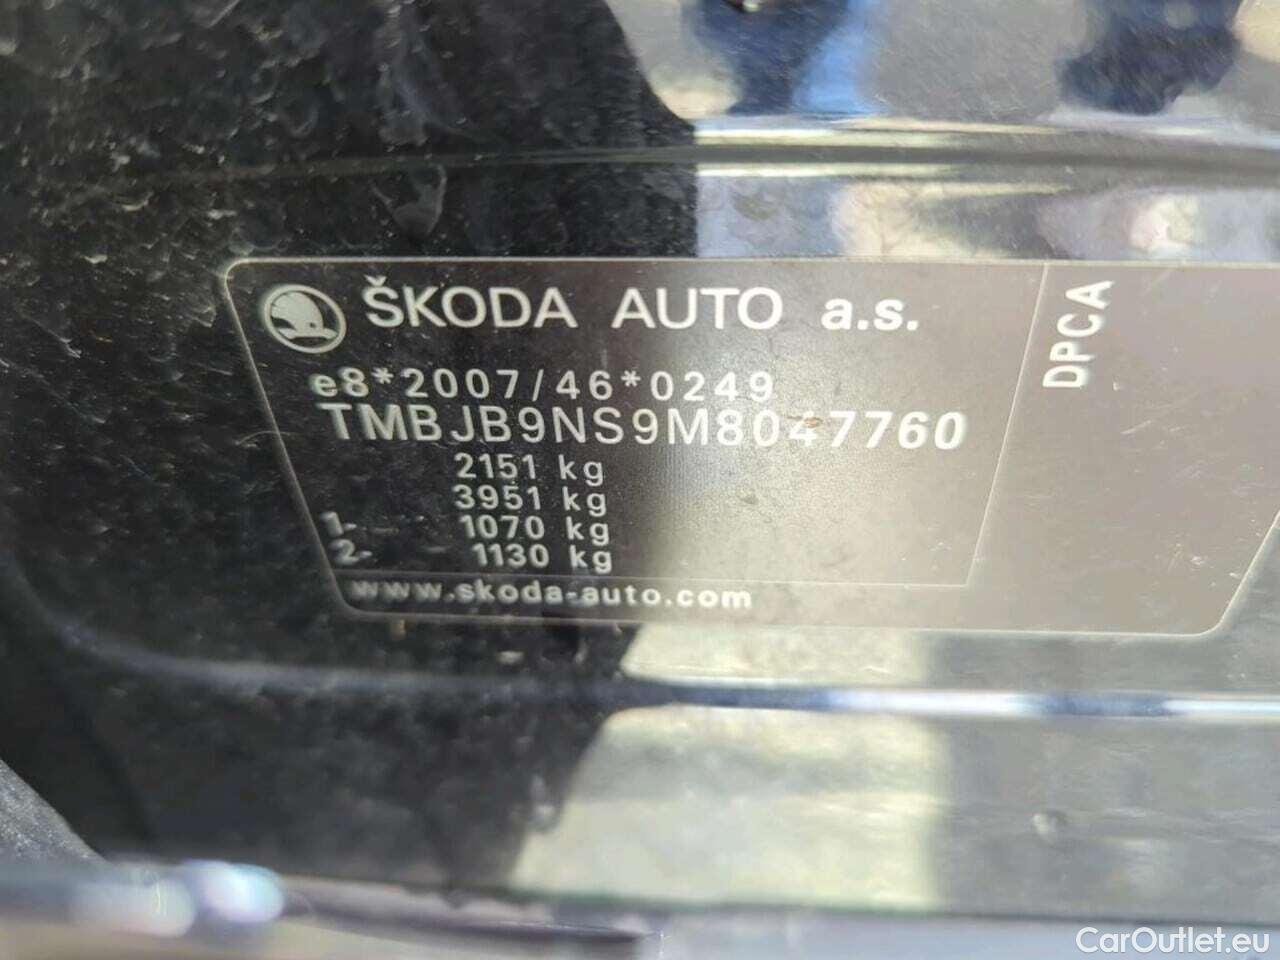 ŠKODA AUTO a.s.
DPCA
e8*2007/46*0249
TMBJB9NS9M8047760
2151 kg
3951 kg
1- 1070 kg
2- 1130 kg
www.skoda-auto.com
CarOutlet.eu